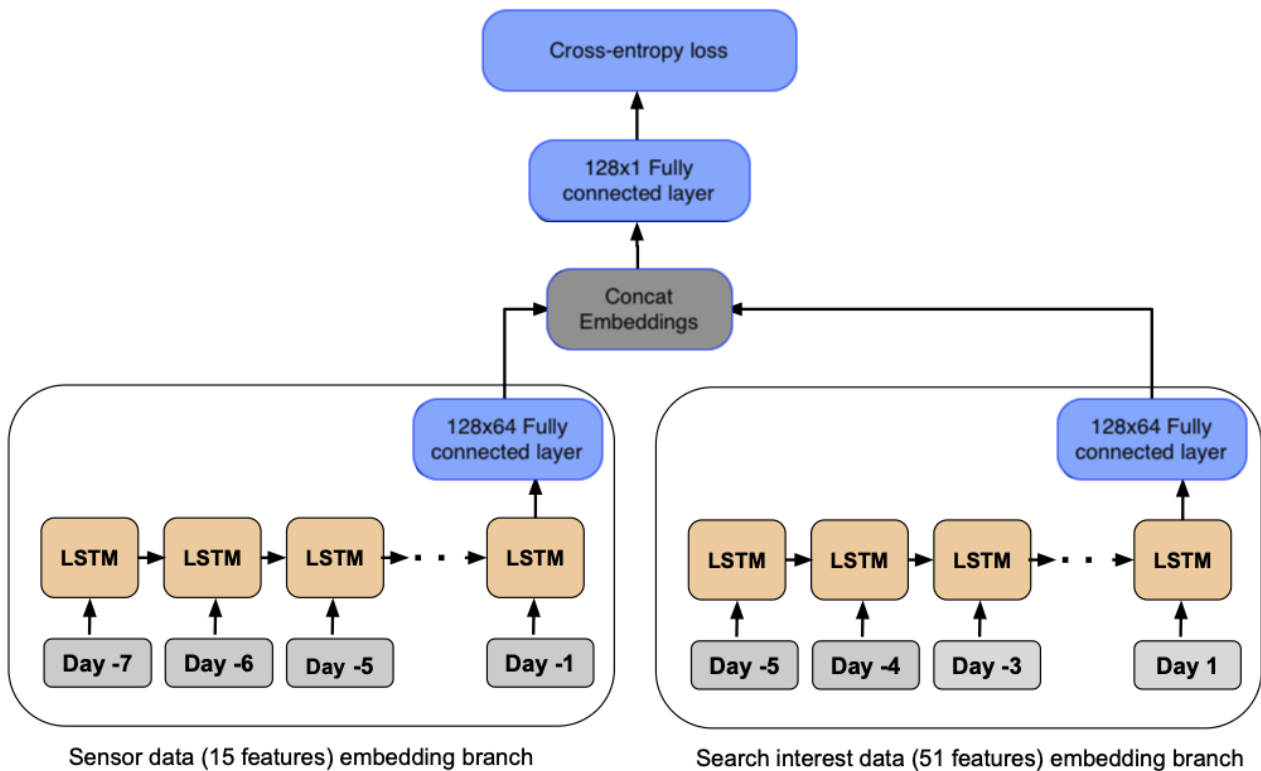 Cross-entropy loss
128x1 Fully
connected layer
Concat
Embeddings
128x64 Fully
connected layer
128x64 Fully
connected layer
LSTM LSTM LSTM · · LSTM
LSTM LSTM LSTM · · LSTM
Day -7 Day -6 Day -5 Day -1
Day -5 Day -4 Day -3 Day 1
Sensor data (15 features) embedding branch
Search interest data (51 features) embedding branch